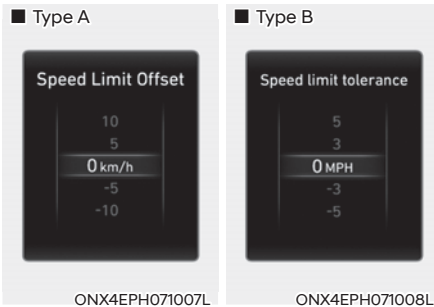 ■ Type A
Speed Limit Offset
10
5
0 km/h
-5
-10
ONX4EPH071007L
■ Type B
Speed limit tolerance
5
3
0 MPH
-3
-5
ONX4EPH071008L